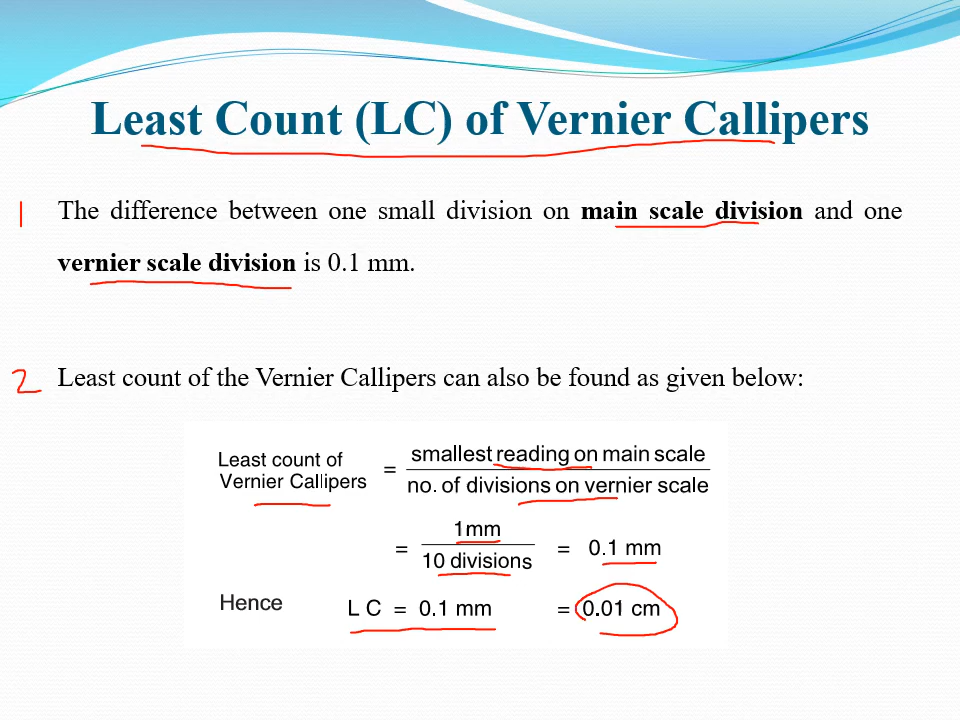 Least Count (LC) of Vernier Callipers
1 The difference between one small division on main scale division and one
vernier scale division is 0.1 mm.
2 Least count of the Vernier Callipers can also be found as given below:
Least count of
Vernier Callipers = smallest reading on main scale
no. of divisions on vernier scale
= 1mm
10 divisions = 0.1 mm
Hence L C = 0.1 mm = 0.01 cm